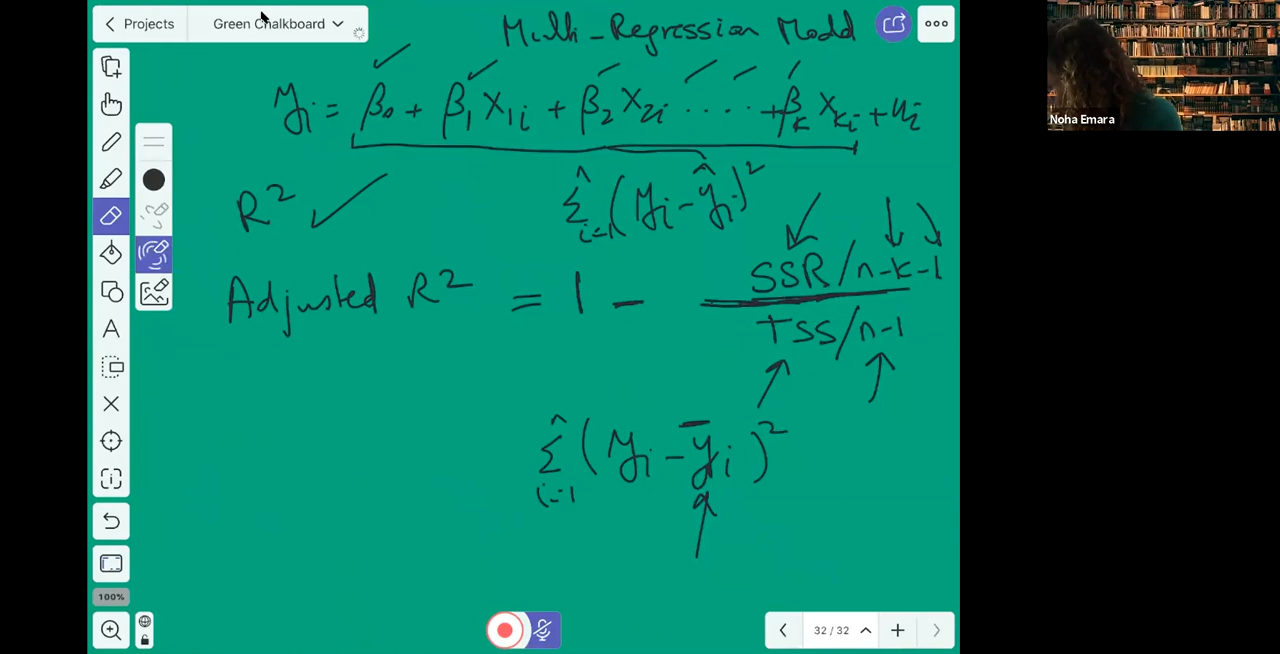 Projects
Green Chalkboard
Multi-Regression Model
yᵢ = β₀ + β₁ X₁ᵢ + β₂ X₂ᵢ .... + βₖ Xₖᵢ + uᵢ
R²
n Σ i=1 (yᵢ - ŷᵢ)²
Adjusted R² = 1 - SSR/n-k-1
TSS/n-1
n Σ i=1 (yᵢ - ȳᵢ)²
100%
32 / 32
Noha Emara